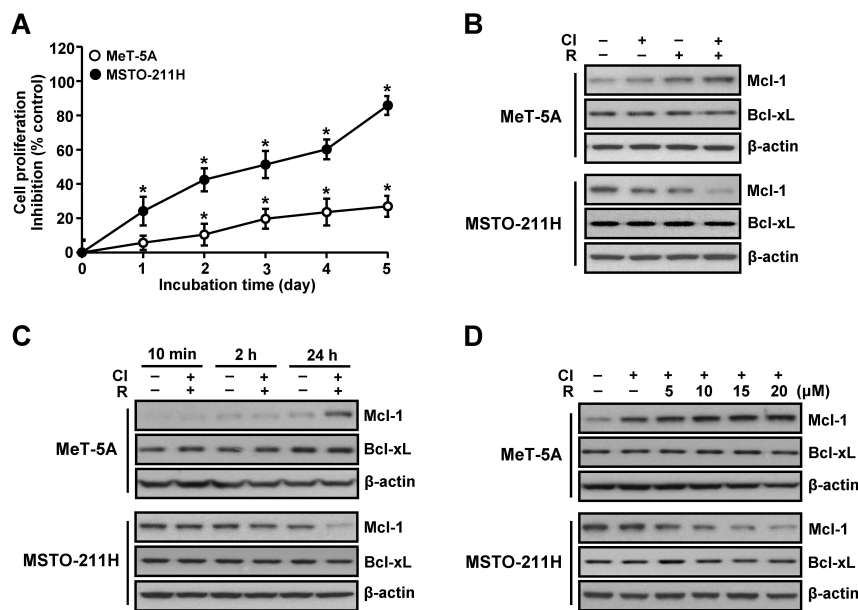 A
Cell proliferation
Inhibition (% control)
120
100
80
60
40
20
0
MeT-5A
MSTO-211H
*
*
*
*
*
*
*
*
*
0 1 2 3 4 5
Incubation time (day)
B
Cl – + – +
R – – + +
MeT-5A
Mcl-1
Bcl-xL
β-actin
MSTO-211H
Mcl-1
Bcl-xL
β-actin
C
10 min 2 h 24 h
Cl – + – + – +
R – + – + – +
MeT-5A
Mcl-1
Bcl-xL
β-actin
MSTO-211H
Mcl-1
Bcl-xL
β-actin
D
Cl – + + + + +
R – – 5 10 15 20 (μM)
MeT-5A
Mcl-1
Bcl-xL
β-actin
MSTO-211H
Mcl-1
Bcl-xL
β-actin